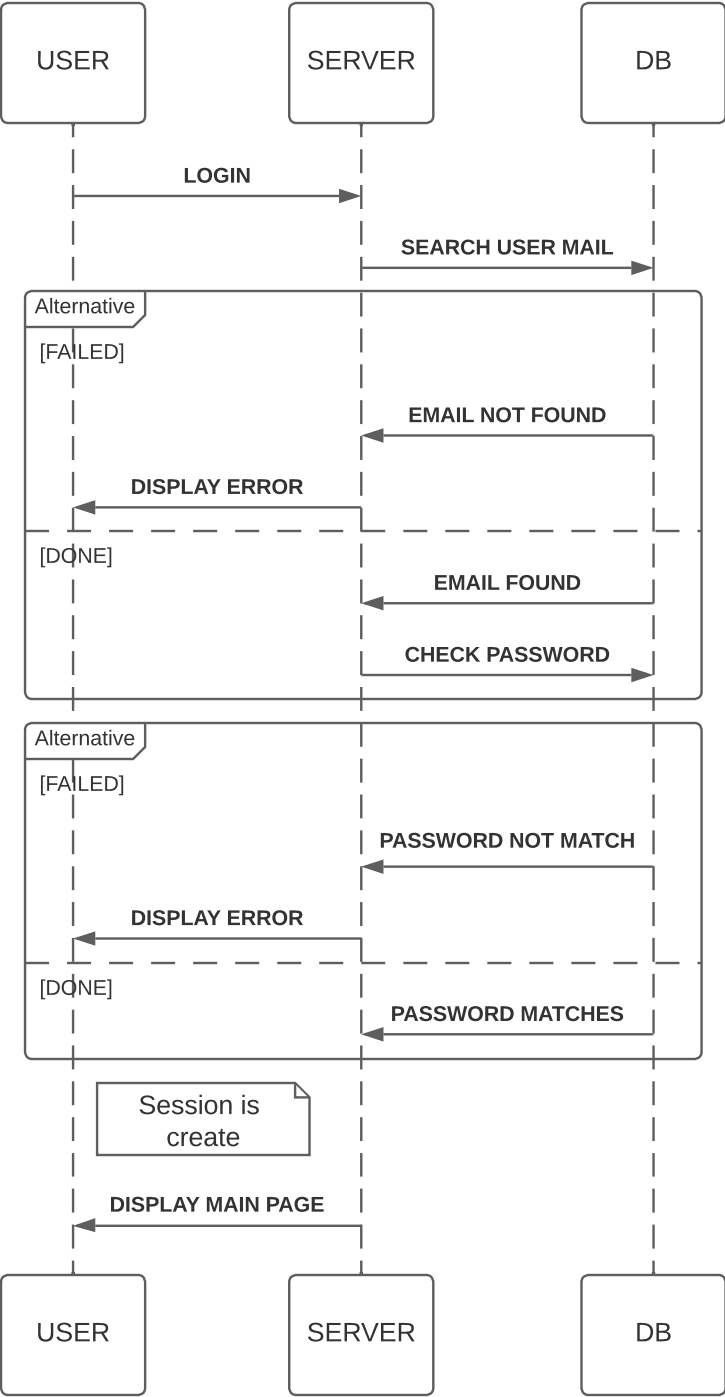 USER
SERVER
DB
LOGIN
SEARCH USER MAIL
Alternative
[FAILED]
EMAIL NOT FOUND
DISPLAY ERROR
[DONE]
EMAIL FOUND
CHECK PASSWORD
Alternative
[FAILED]
PASSWORD NOT MATCH
DISPLAY ERROR
[DONE]
PASSWORD MATCHES
Session is
create
DISPLAY MAIN PAGE
USER
SERVER
DB